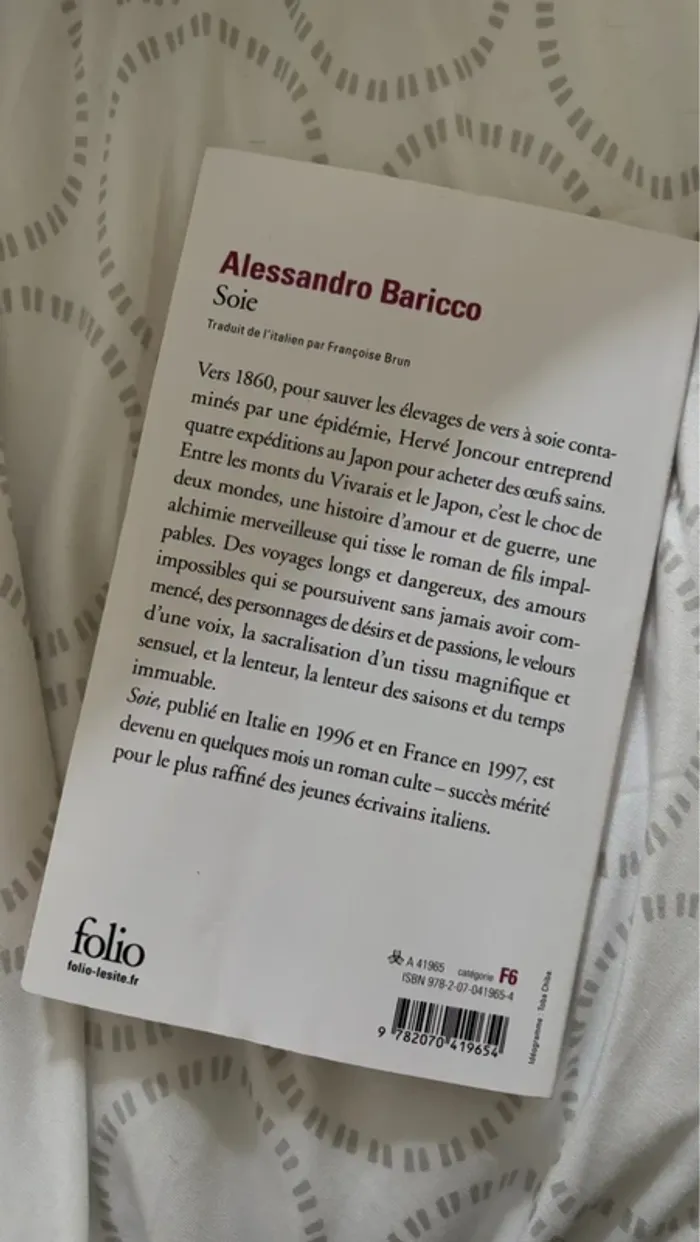 Alessandro Baricco
Soie
Traduit de l'italien par Françoise Brun
Vers 1860, pour sauver les élevages de vers à soie conta-
minés par une épidémie, Hervé Joncour entreprend
quatre expéditions au Japon pour acheter des œufs sains.
Entre les monts du Vivarais et le Japon, c'est le choc de
deux mondes, une histoire d'amour et de guerre, une
alchimie merveilleuse qui tisse le roman de fils impal-
pables. Des voyages longs et dangereux, des amours
impossibles qui se poursuivent sans jamais avoir com-
mencé, des personnages de désirs et de passions, le velours
d'une voix, la sacralisation d'un tissu magnifique et
sensuel, et la lenteur, la lenteur des saisons et du temps
immuable.
Soie, publié en Italie en 1996 et en France en 1997, est
devenu en quelques mois un roman culte – succès mérité
pour le plus raffiné des jeunes écrivains italiens.
folio
folio-lesite.fr
A 41965 catégorie F6
ISBN 978-2-07-041965-4
9 782070 419654
Idéogramme : Toba Chiba